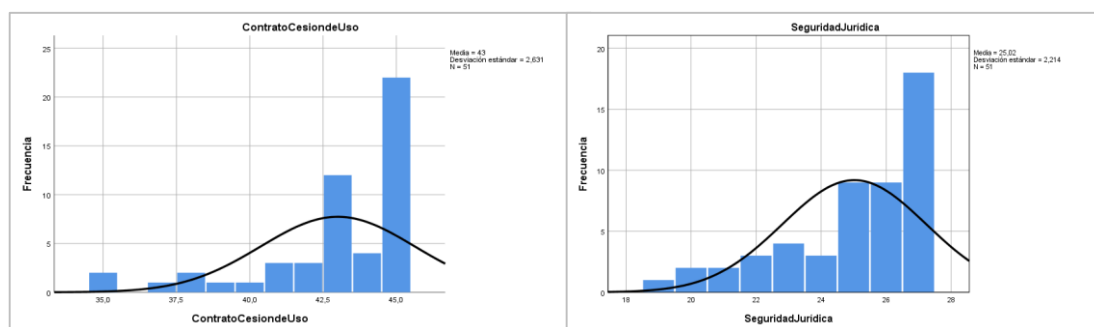 ContratoCesiondeUso
Media = 43
Desviación estándar = 2,631
N = 51
Frecuencia
25
20
15
10
5
0
35,0 37,5 40,0 42,5 45,0
ContratoCesiondeUso
SeguridadJuridica
Media = 25,02
Desviación estándar = 2,214
N = 51
Frecuencia
20
15
10
5
0
18 20 22 24 26 28
SeguridadJuridica